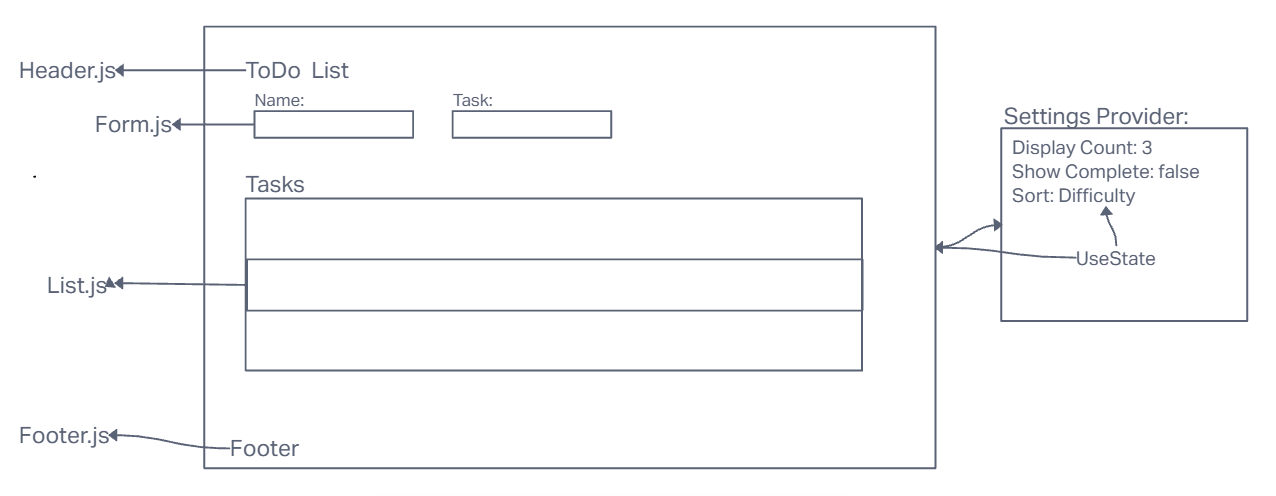 Header.js
ToDo List
Name:
Task:
Form.js
Settings Provider:
Display Count: 3
Show Complete: false
Sort: Difficulty
UseState
Tasks
List.js
Footer.js
Footer